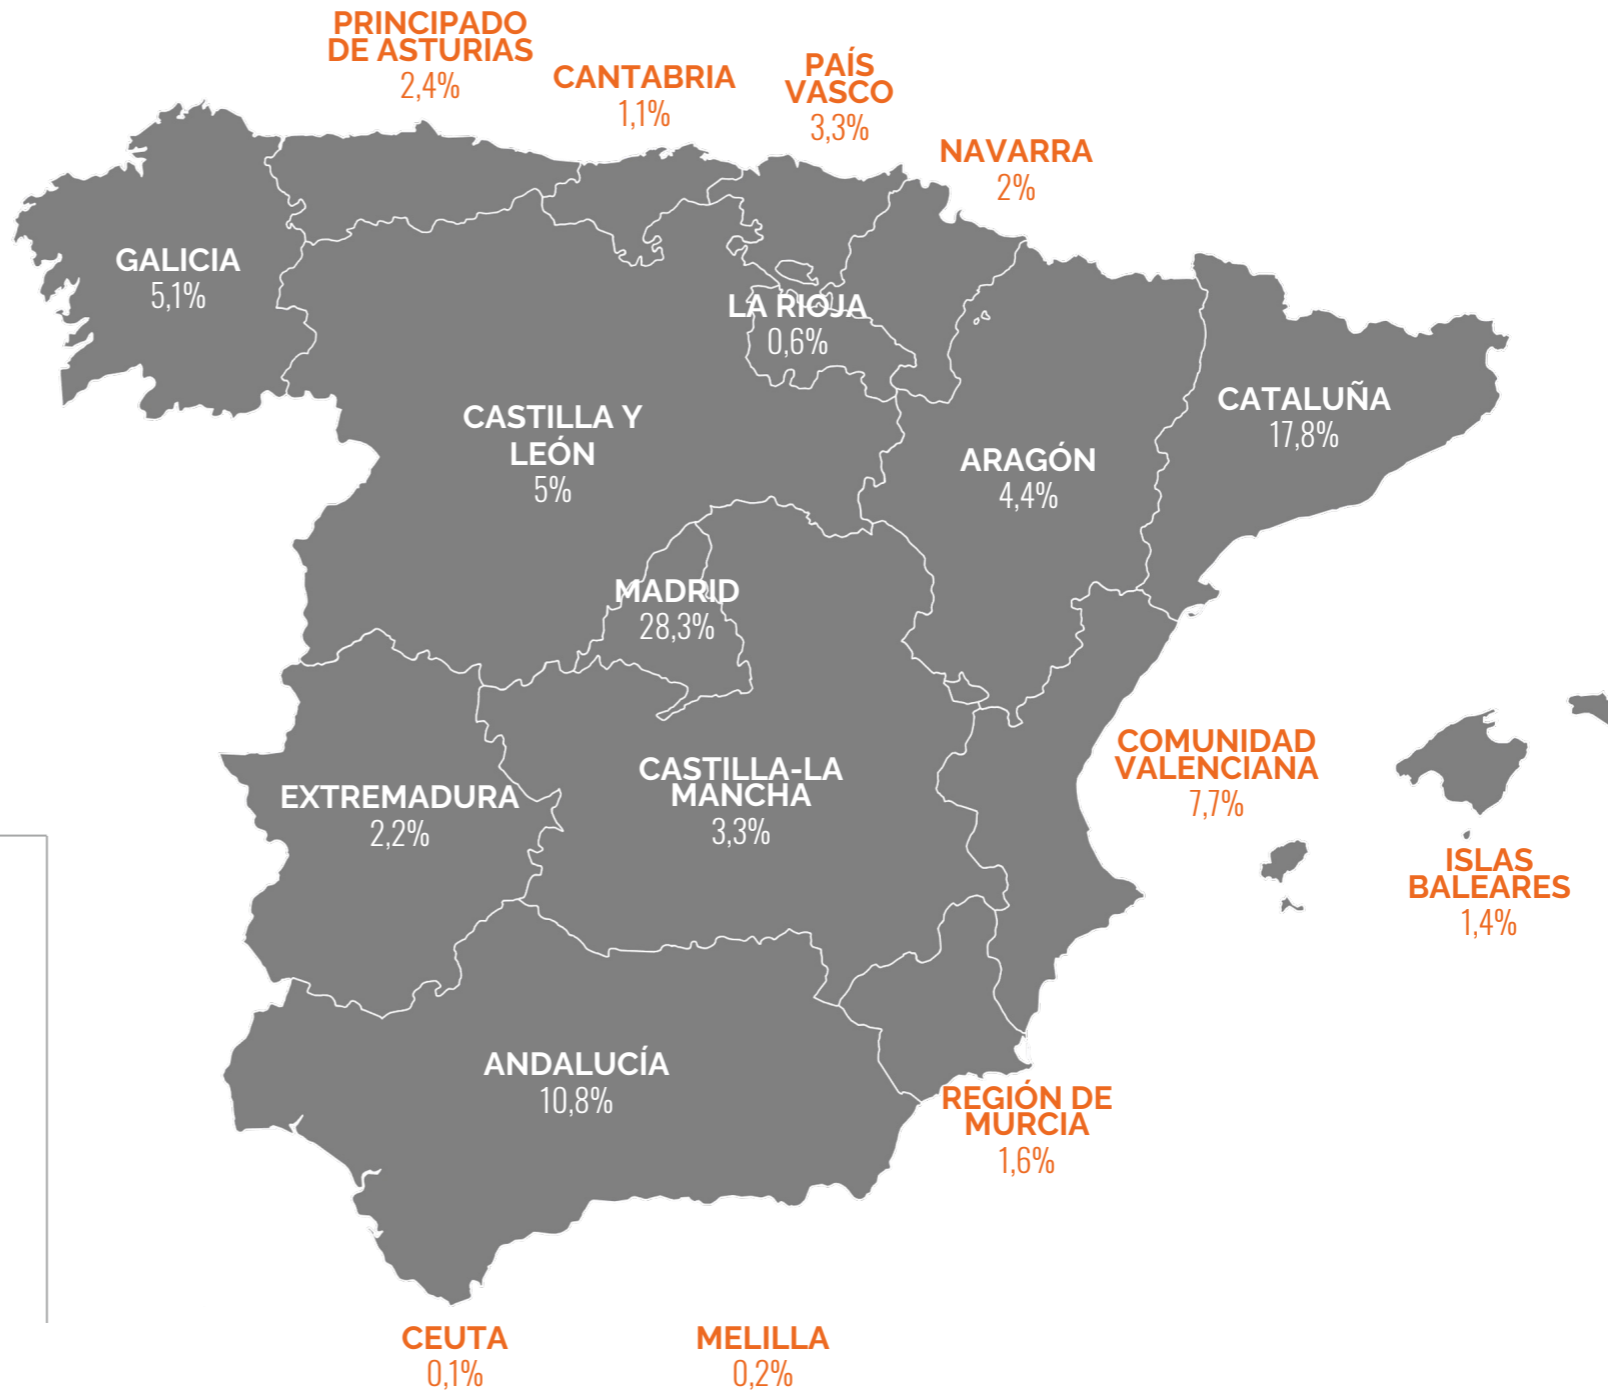 PRINCIPADO
DE ASTURIAS
2,4%
CANTABRIA
1,1%
PAÍS
VASCO
3,3%
NAVARRA
2%
GALICIA
5,1%
LA RIOJA
0,6%
CASTILLA Y
LEÓN
5%
ARAGÓN
4,4%
CATALUÑA
17,8%
MADRID
28,3%
EXTREMADURA
2,2%
CASTILLA-LA
MANCHA
3,3%
COMUNIDAD
VALENCIANA
7,7%
ISLAS
BALEARES
1,4%
ANDALUCÍA
10,8%
REGIÓN DE
MURCIA
1,6%
CEUTA
0,1%
MELILLA
0,2%